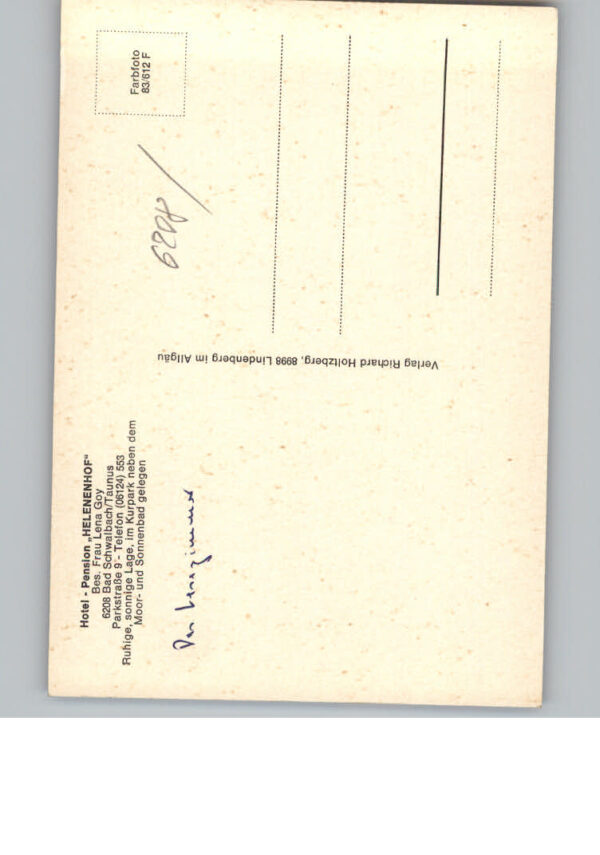 Hotel - Pension „HELENENHOF“
Bes. Frau Lena Goy
6208 Bad Schwalbach/Taunus
Parkstraße 9 - Telefon (06124) 553
Ruhige, sonnige Lage, im Kurpark neben dem
Moor- und Sonnenbad gelegen
Verlag Richard Holtzberg, 8998 Lindenberg im Allgäu
Farbfoto
83/612 F